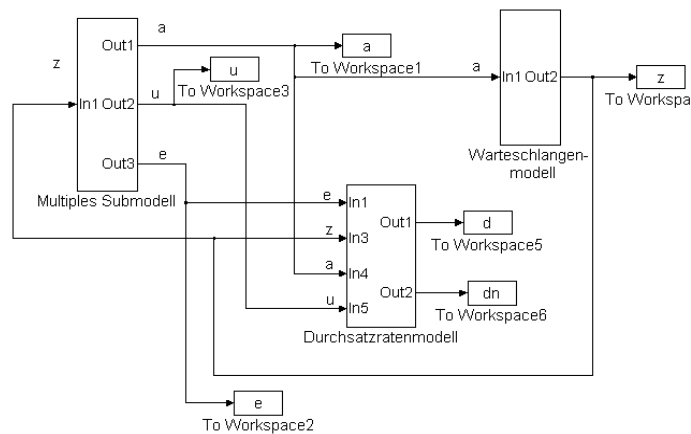 a
Out1
z
u
To Workspace3
a
To Workspace1
a
In1 Out2
z
To Workspa
In1 Out2
u
Out3
e
Multiples Submodell
Warteschlangen-
modell
e
In1
z
In3
a
In4
u
In5
Out1
Out2
d
To Workspace5
dn
To Workspace6
Durchsatzratenmodell
e
To Workspace2